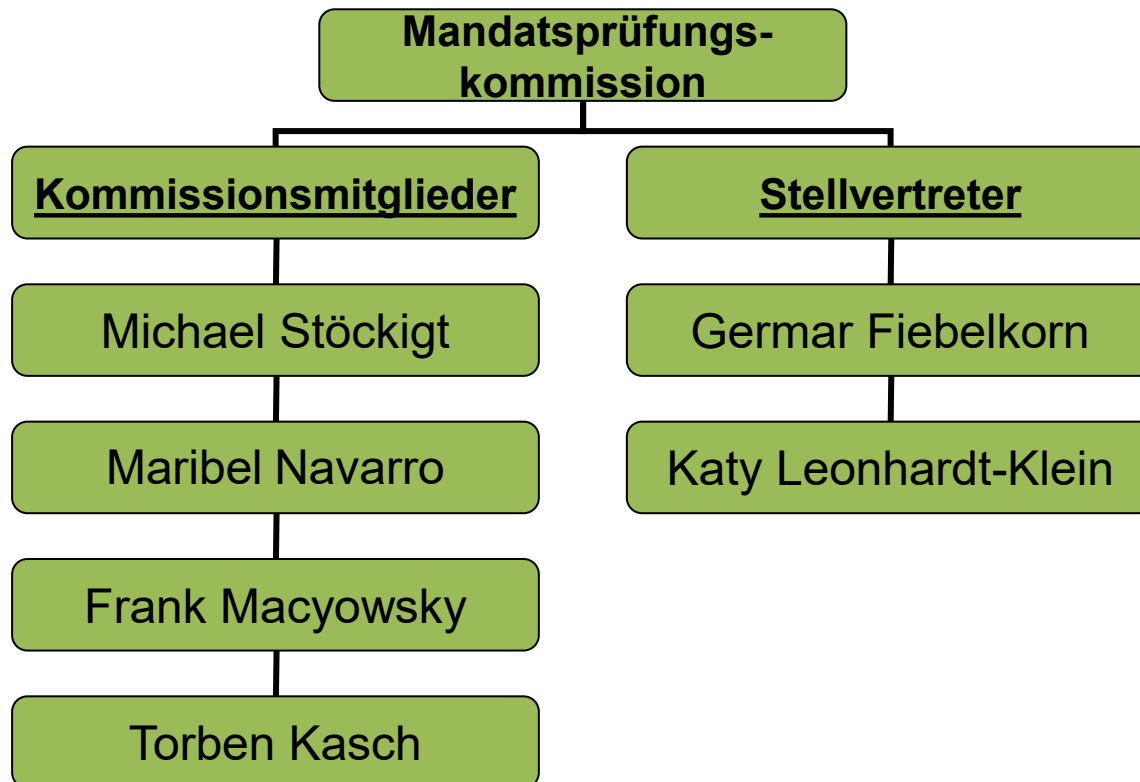 Mandatsprüfungs-
kommission
Kommissionsmitglieder
Michael Stöckigt
Maribel Navarro
Frank Macyowsky
Torben Kasch
Stellvertreter
Germar Fiebelkorn
Katy Leonhardt-Klein